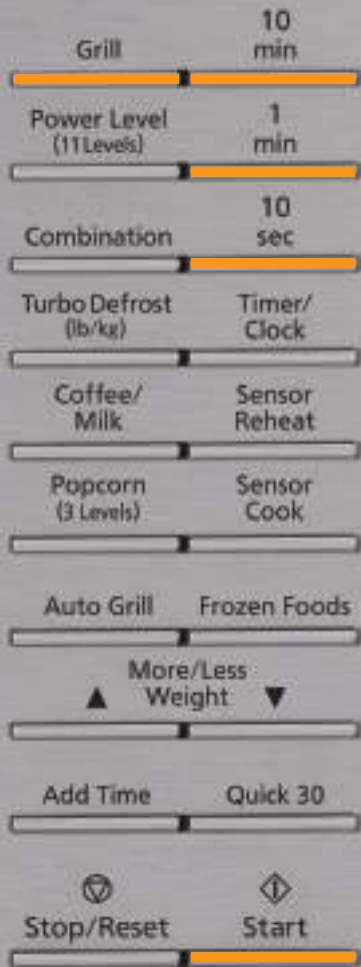 10
Grill min
Power Level 1
(11 Levels) min
10
Combination sec
Turbo Defrost Timer/
(lb/kg) Clock
Coffee/ Sensor
Milk Reheat
Popcorn Sensor
(3 Levels) Cook
Auto Grill Frozen Foods
More/Less
▲ Weight ▼
Add Time Quick 30
Stop/Reset Start